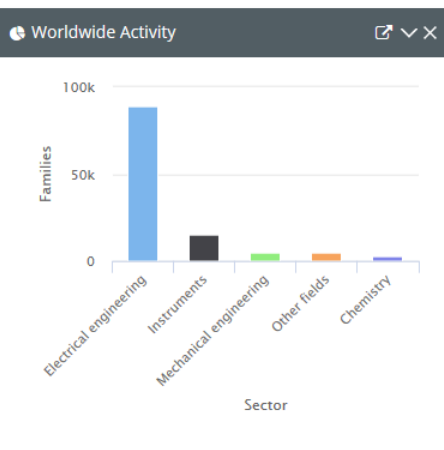 Worldwide Activity
100k
50k
0
Families
Electrical engineering
Instruments
Mechanical engineering
Other fields
Chemistry
Sector